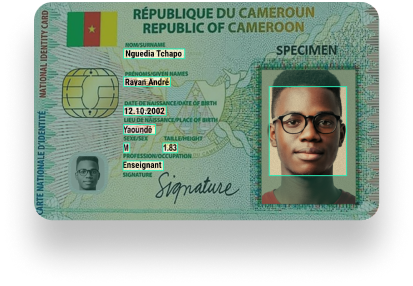 RÉPUBLIQUE DU CAMEROUN
REPUBLIC OF CAMEROON
NATIONAL IDENTITY CARD
CARTE NATIONALE D'IDENTITÉ
SPECIMEN
NOM/SURNAME
Nguedia Tchapo
PRÉNOMS/GIVEN NAMES
Ravan André
DATE DE NAISSANCE/DATE OF BIRTH
12.10.2002
LIEU DE NAISSANCE/PLACE OF BIRTH
Yaoundé
SEXE/SEX TAILLE/HEIGHT
M 1.83
PROFESSION/OCCUPATION
Enseignant
SIGNATURE
Signature